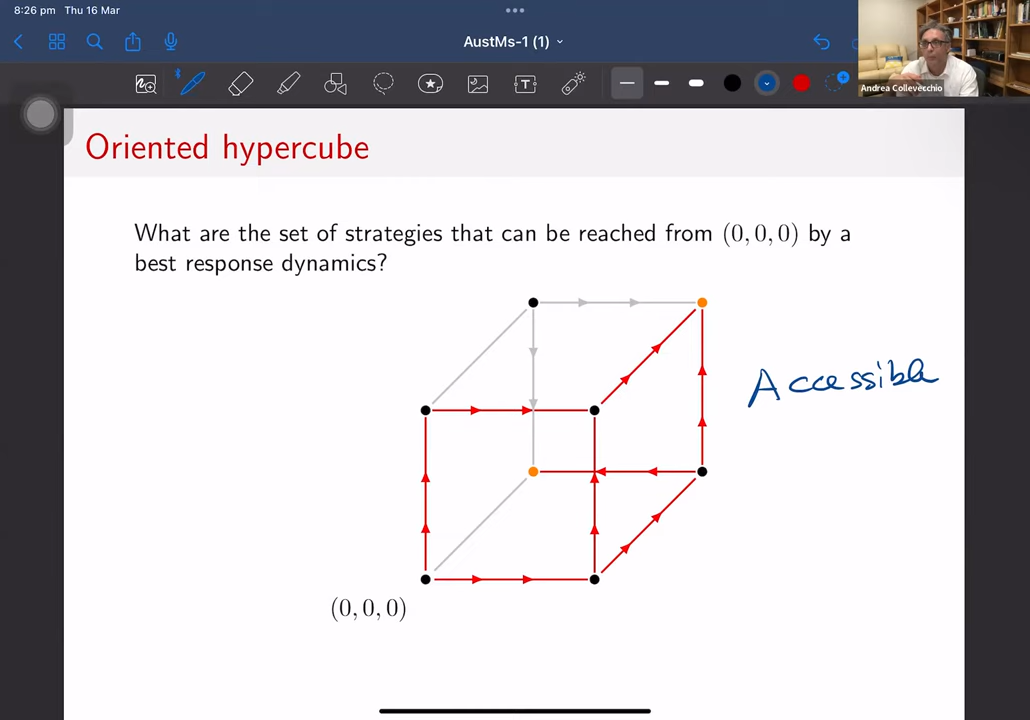 8:26 pm Thu 16 Mar
AustMs-1 (1)
T
Andrea Collevecchio
Oriented hypercube
What are the set of strategies that can be reached from (0, 0, 0) by a
best response dynamics?
Accessible
(0, 0, 0)